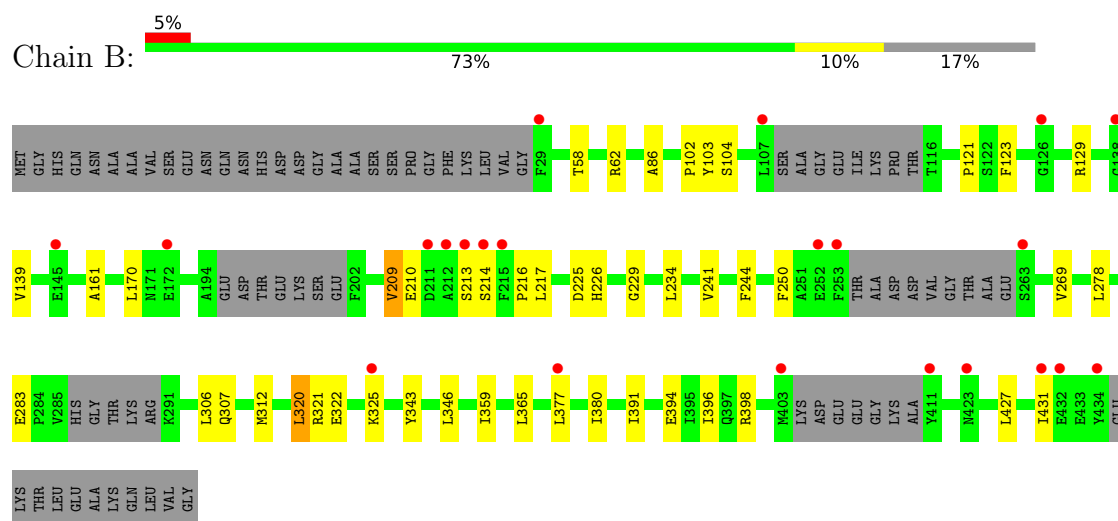 5%
Chain B:
73% 10% 17%
MET GLY HIS GLN ASN ALA ALA VAL SER GLU ASN GLN ASN HIS ASP ASP GLY ALA ALA SER SER PRO GLY PHE LYS LEU VAL GLY F29 T58 R62 A86 P102 Y103 S104 L107 SER ALA GLY GLU ILE LYS PRO THR T116 P121 S122 F123 G126 R129 G138
V139 E145 A161 L170 N171 E172 A194 GLU ASP THR GLU LYS SER GLU F202 V209 E210 D211 A212 S213 S214 F215 P216 L217 D225 H226 G229 L234 V241 F244 F250 A251 E252 F253 THR ALA ASP ASP VAL GLY THR ALA GLU S263 V269 L278
E283 P284 V285 HIS GLY THR LYS ARG K291 L306 Q307 M312 L320 R321 E322 K325 Y343 L346 I359 L365 L377 I380 I391 E394 I395 I396 Q397 R398 M403 LYS ASP GLU GLU GLY LYS ALA Y411 N423 L427 I431 E432 E433 Y434 GLU
LYS THR LEU GLU ALA LYS GLN LEU VAL GLY